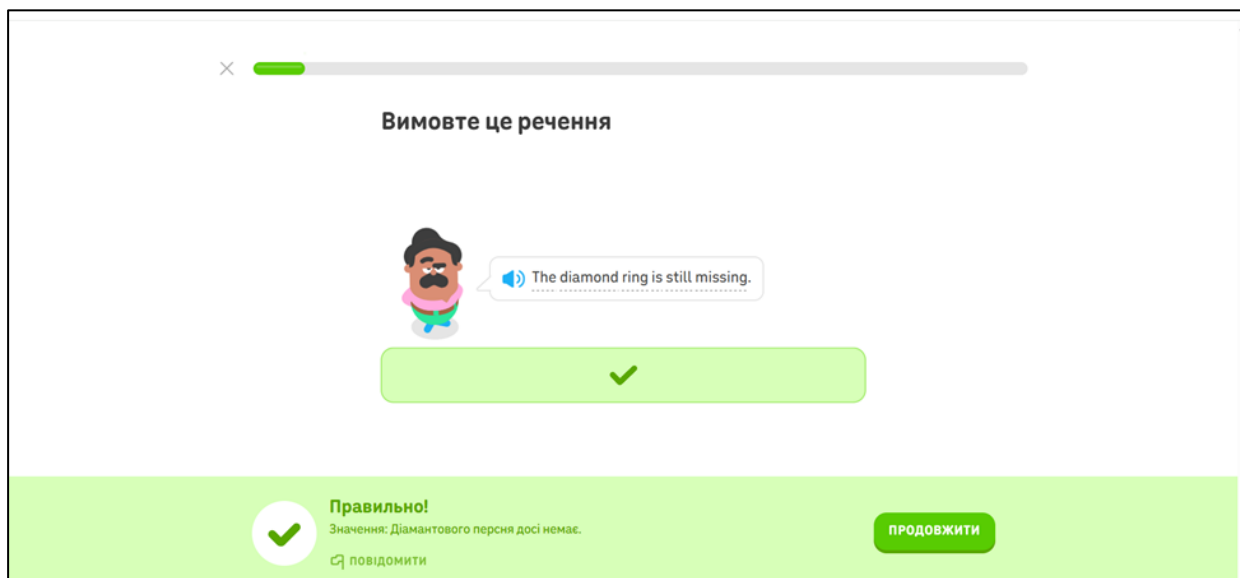 Вимовте це речення
The diamond ring is still missing.
Правильно!
Значення: Діамантового персня досі немає.
ПОВІДОМИТИ
ПРОДОВЖИТИ